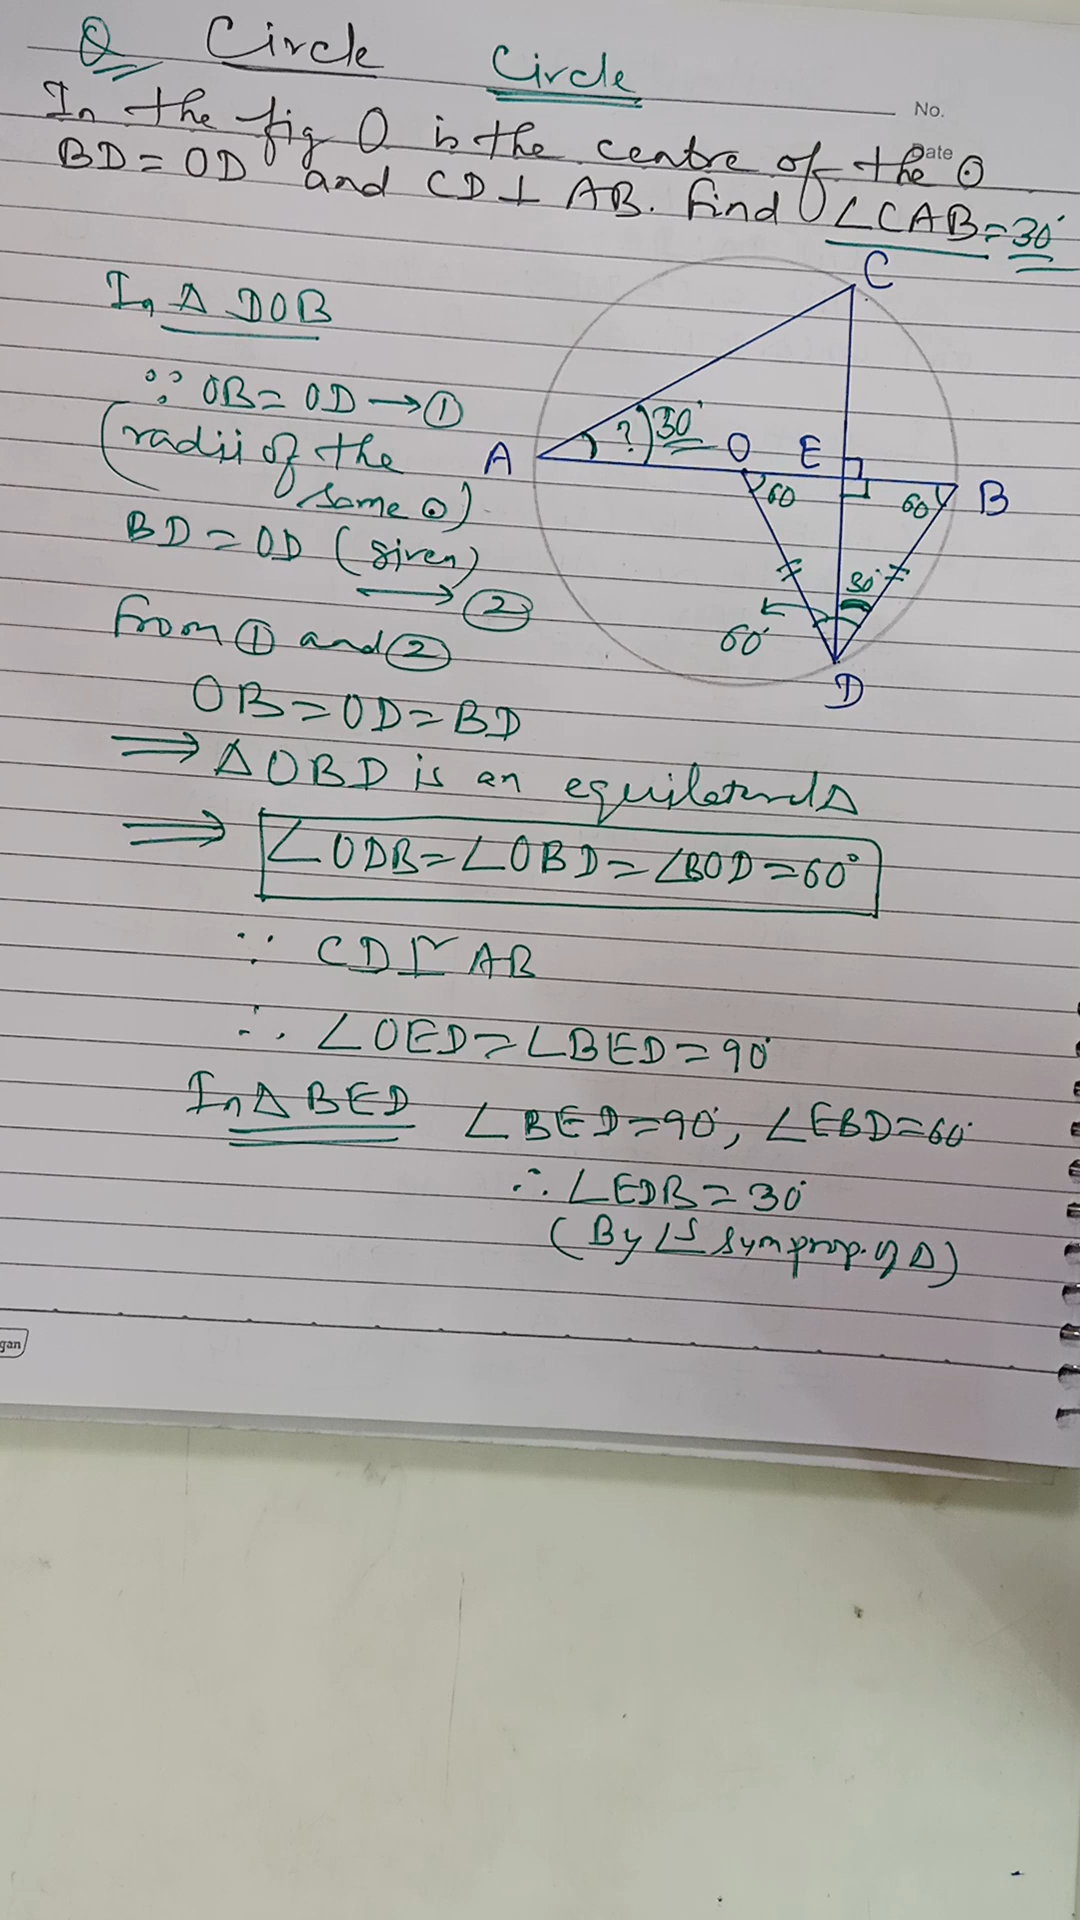 Q Circle Circle
No.
Date
In the fig O is the centre of the ⊙
BD = OD and CD ⊥ AB. Find ∠CAB = 30°
C
In Δ DOB
∵ OB = OD → ①
(radii of the
same ⊙)
A ? 30° O E B
60 60
BD = OD (given)
→ ②
30°
60°
D
From ① and ②
OB = OD = BD
⇒ Δ OBD is an equilateral Δ
⇒ ∠ODB = ∠OBD = ∠BOD = 60°
∵ CD ⊥ AB
∴ ∠OED = ∠BED = 90°
In Δ BED ∠BED = 90°, ∠EBD = 60°
∴ ∠EDB = 30°
(By ∠s sum prop. of Δ)
gan